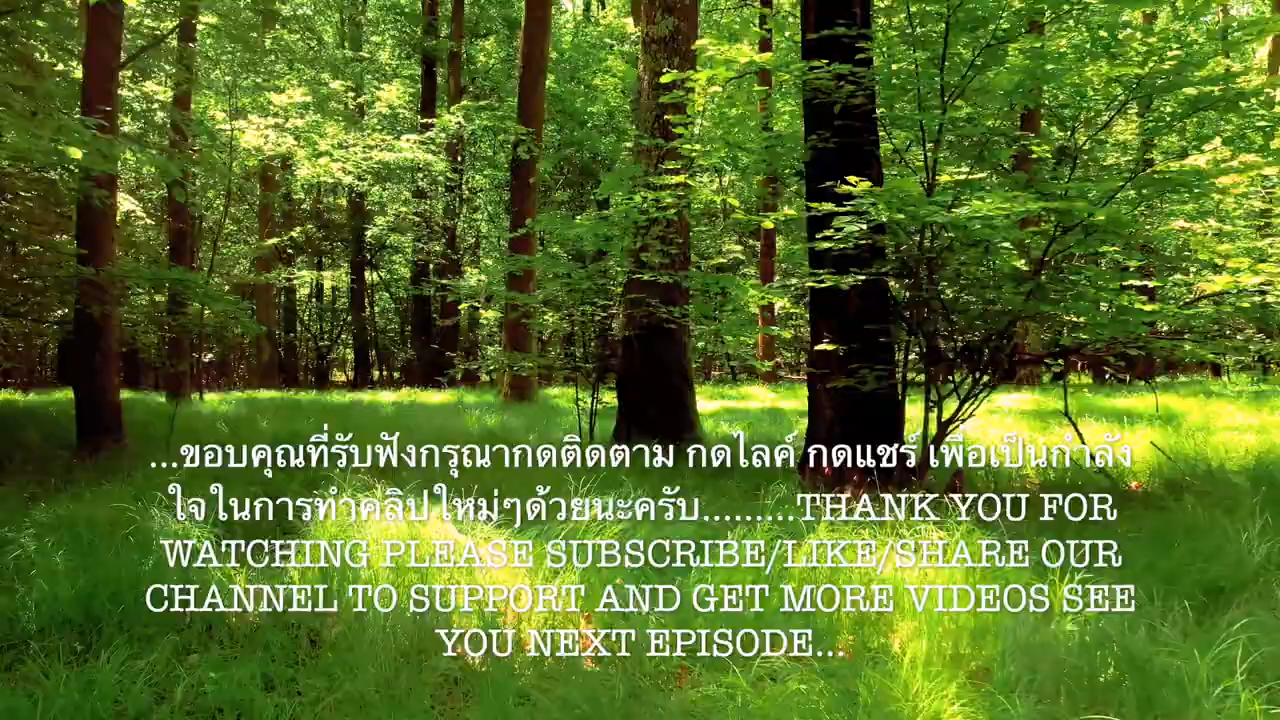 ...ขอบคุณที่รับฟังกรุณากดติดตาม กดไลค์ กดแชร์ เพื่อเป็นกำลัง
ใจในการทำคลิปใหม่ๆด้วยนะครับ.........THANK YOU FOR
WATCHING PLEASE SUBSCRIBE/LIKE/SHARE OUR
CHANNEL TO SUPPORT AND GET MORE VIDEOS SEE
YOU NEXT EPISODE...